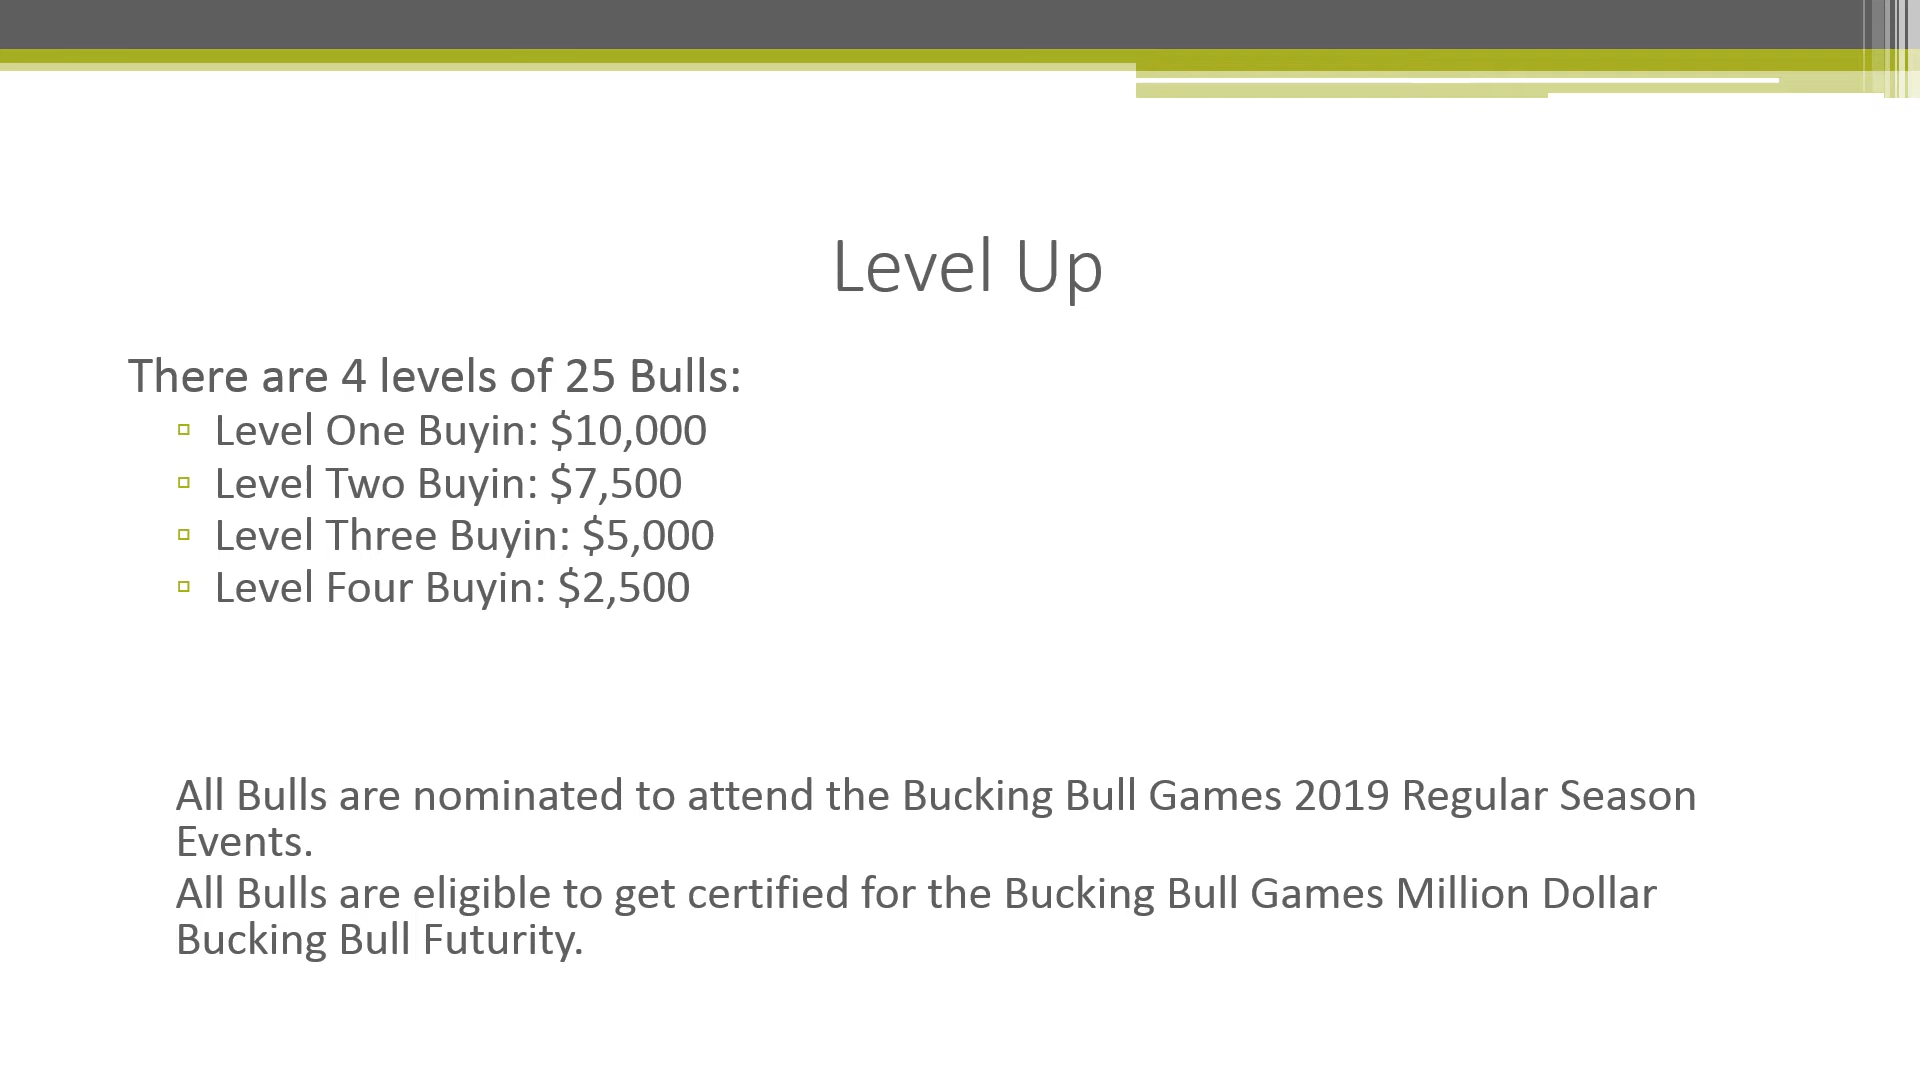 Level Up
There are 4 levels of 25 Bulls:
▫ Level One Buyin: $10,000
▫ Level Two Buyin: $7,500
▫ Level Three Buyin: $5,000
▫ Level Four Buyin: $2,500
All Bulls are nominated to attend the Bucking Bull Games 2019 Regular Season
Events.
All Bulls are eligible to get certified for the Bucking Bull Games Million Dollar
Bucking Bull Futurity.